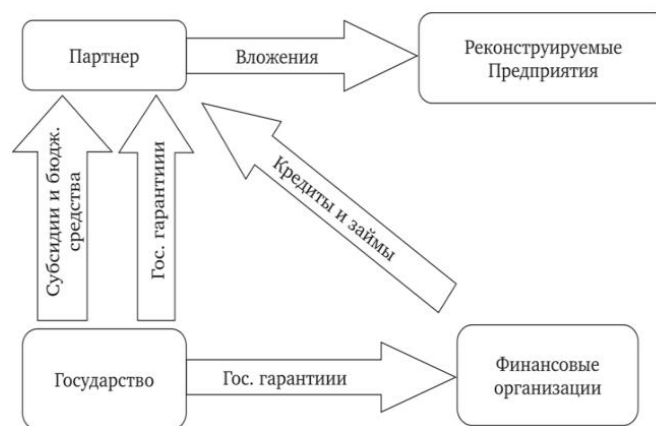 Партнер
Вложения
Реконструируемые
Предприятия
Субсидии и бюдж.
средства
Гос. гарантиии
Кредиты и займы
Государство
Гос. гарантиии
Финансовые
организации